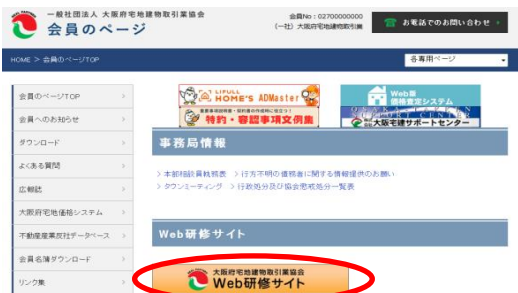 一般社団法人 大阪府宅地建物取引業協会
会員のページ
会員No：02700000000
(一社) 大阪府宅地建物取引業
お電話でのお問い合わせ
HOME > 会員のページTOP
各専用ページ
会員のページTOP
会員へのお知らせ
ダウンロード
よくある質問
広報誌
大阪府宅地価格システム
不動産業反社データベース
会員名簿ダウンロード
リンク集
LIFULL
HOME'S ADMaster
特約・容認事項文例集
Web版
価格査定システム
大阪宅建サポートセンター
事務局情報
> 本部相談員執務表 > 行方不明の債務者に関する情報提供のお願い
> タウンミーティング > 行政処分及び協会懲戒処分一覧表
Web研修サイト
大阪府宅地建物取引業協会
Web研修サイト